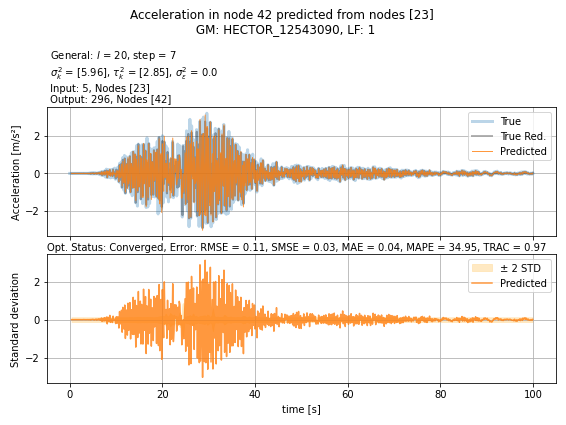 Acceleration in node 42 predicted from nodes [23]
GM: HECTOR_12543090, LF: 1
General: l = 20, step = 7
σ²ₖ = [5.96], τ²ₖ = [2.85], σ²ₑ = 0.0
Input: 5, Nodes [23]
Output: 296, Nodes [42]
True
True Red.
Predicted
2
0
−2
Acceleration [m/s²]
Opt. Status: Converged, Error: RMSE = 0.11, SMSE = 0.03, MAE = 0.04, MAPE = 34.95, TRAC = 0.97
± 2 STD
Predicted
2
0
−2
Standard deviation
0 20 40 60 80 100
time [s]